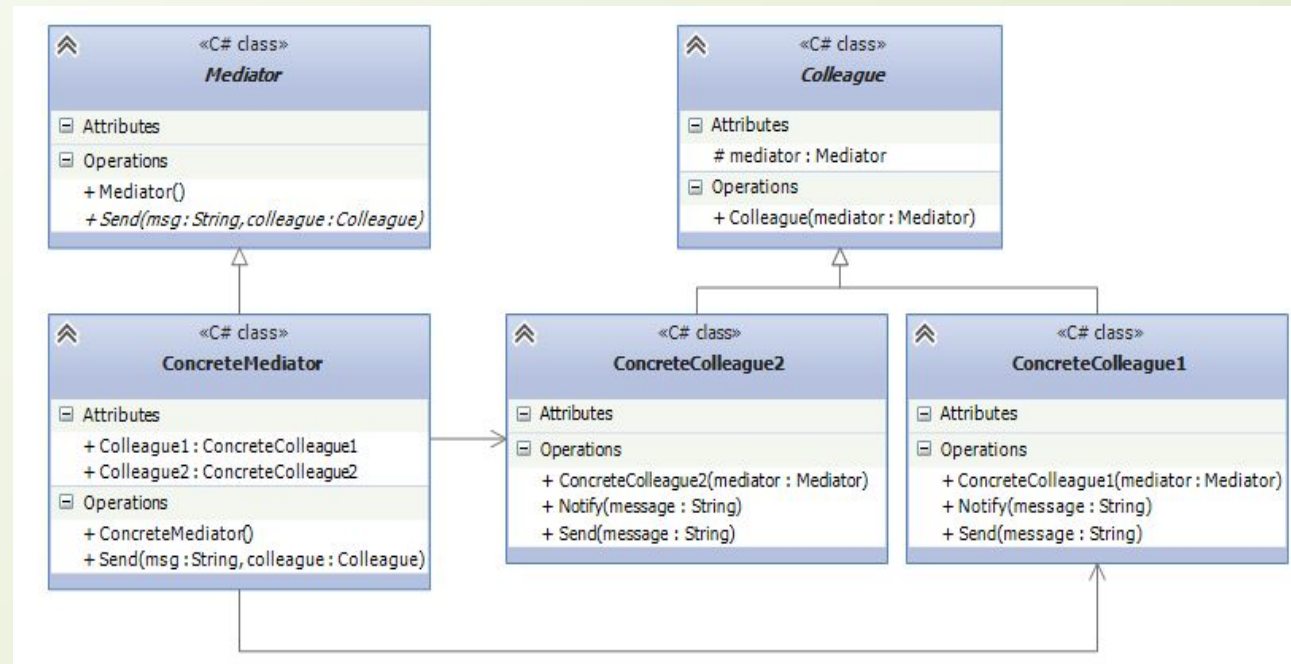 «C# class»
Mediator
Attributes
Operations
+ Mediator()
+ Send(msg : String, colleague : Colleague)
«C# class»
Colleague
Attributes
# mediator : Mediator
Operations
+ Colleague(mediator : Mediator)
«C# class»
ConcreteMediator
Attributes
+ Colleague1 : ConcreteColleague1
+ Colleague2 : ConcreteColleague2
Operations
+ ConcreteMediator()
+ Send(msg : String, colleague : Colleague)
«C# class»
ConcreteColleague2
Attributes
Operations
+ ConcreteColleague2(mediator : Mediator)
+ Notify(message : String)
+ Send(message : String)
«C# class»
ConcreteColleague1
Attributes
Operations
+ ConcreteColleague1(mediator : Mediator)
+ Notify(message : String)
+ Send(message : String)